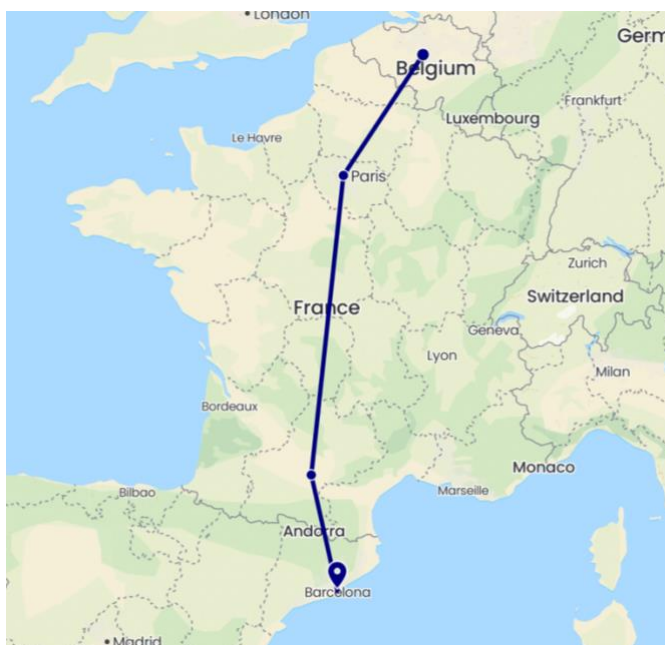 London
Germ
Belgium
Frankfurt
Luxembourg
Le Havre
Paris
Zurich
Switzerland
France
Geneva
Lyon
Milan
Bordeaux
Monaco
Bilbao
Marseille
Andorra
Barcelona
Madrid